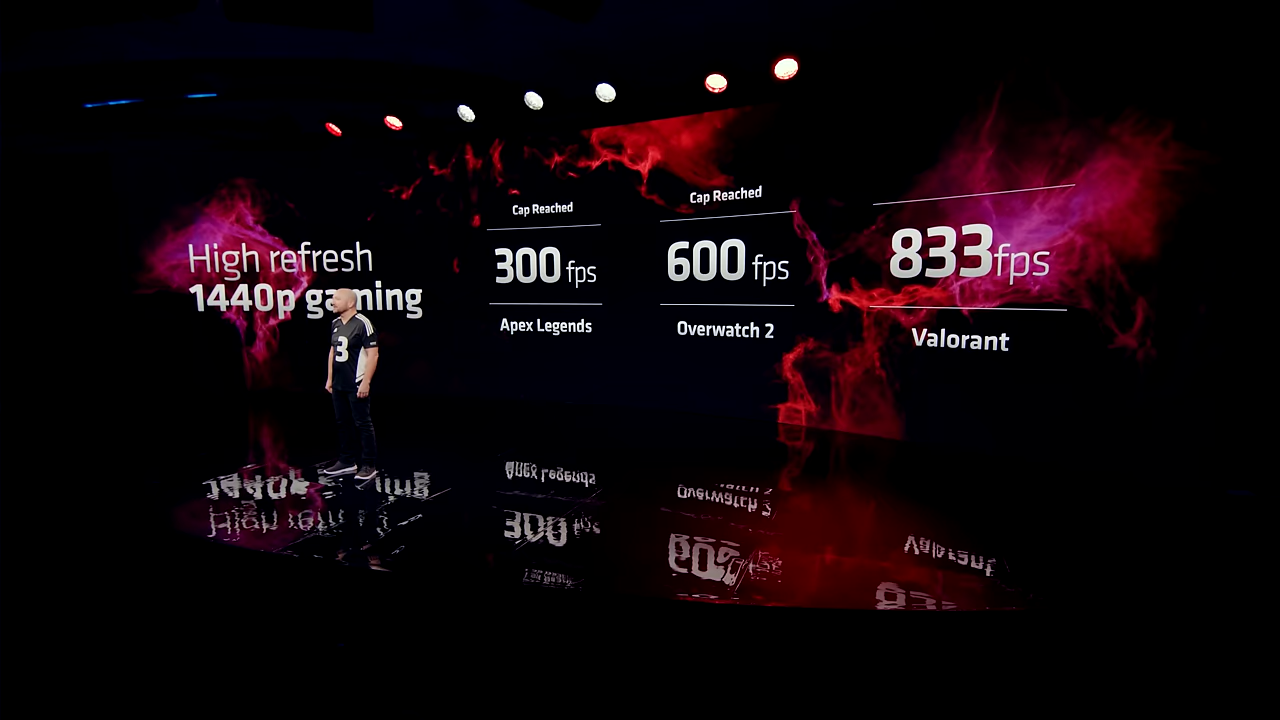 High refresh
1440p gaming
Cap Reached
300 fps
Apex Legends
Cap Reached
600 fps
Overwatch 2
833fps
Valorant
3